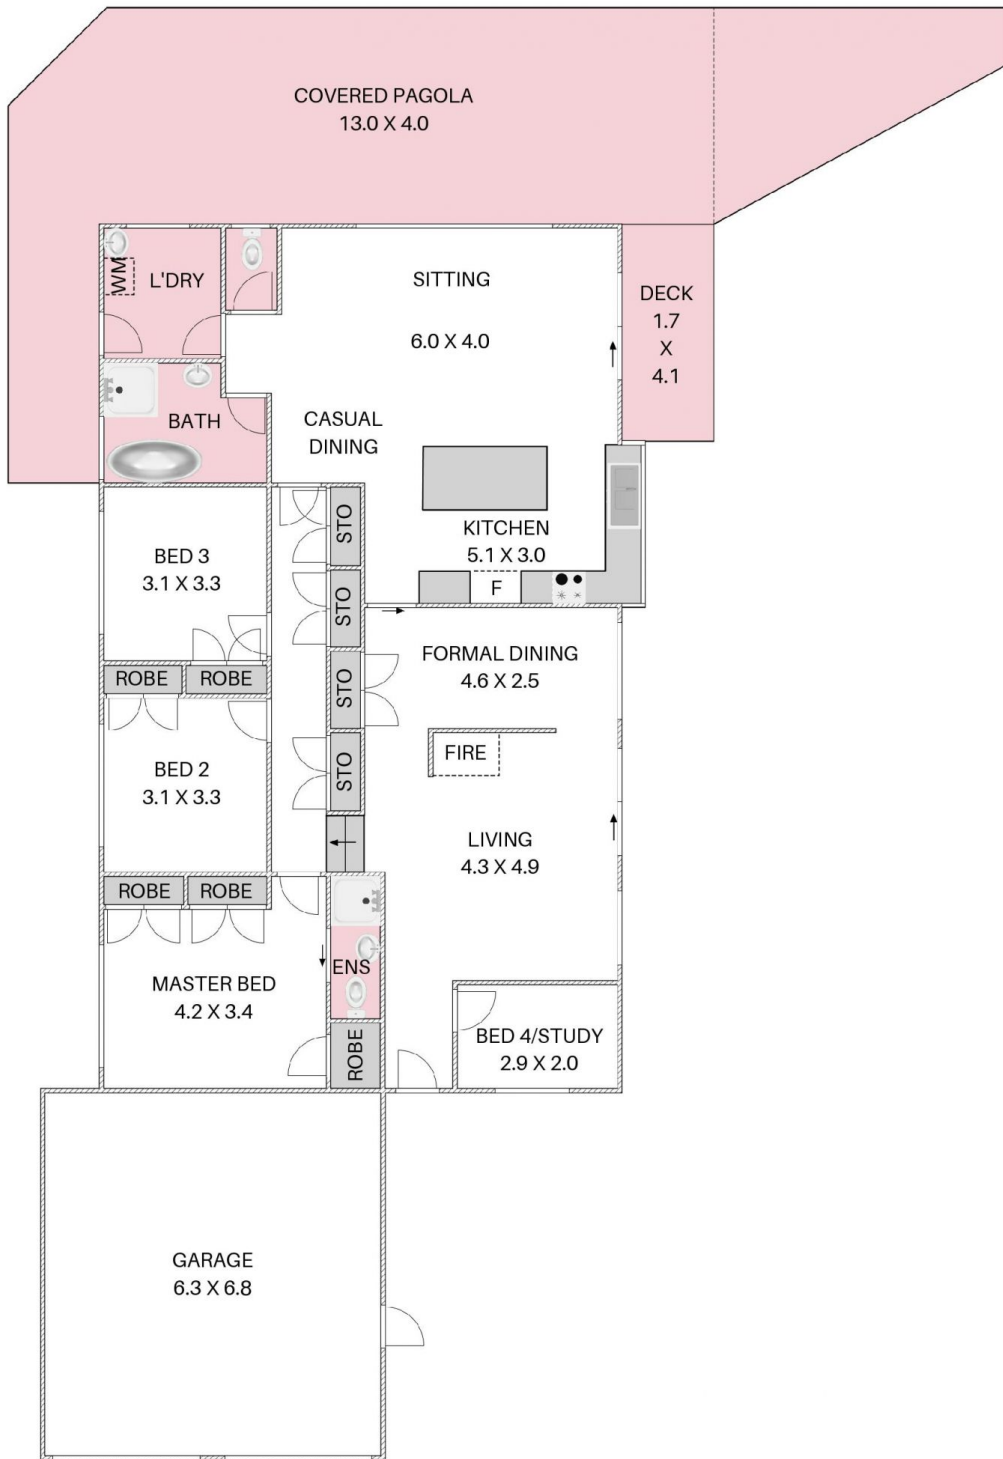 COVERED PAGOLA
13.0 X 4.0
WM
L'DRY
SITTING
6.0 X 4.0
DECK
1.7
X
4.1
BATH
CASUAL
DINING
KITCHEN
5.1 X 3.0
F
BED 3
3.1 X 3.3
STO
STO
STO
STO
ROBE
ROBE
FORMAL DINING
4.6 X 2.5
FIRE
BED 2
3.1 X 3.3
LIVING
4.3 X 4.9
ROBE
ROBE
MASTER BED
4.2 X 3.4
ENS
ROBE
BED 4/STUDY
2.9 X 2.0
GARAGE
6.3 X 6.8